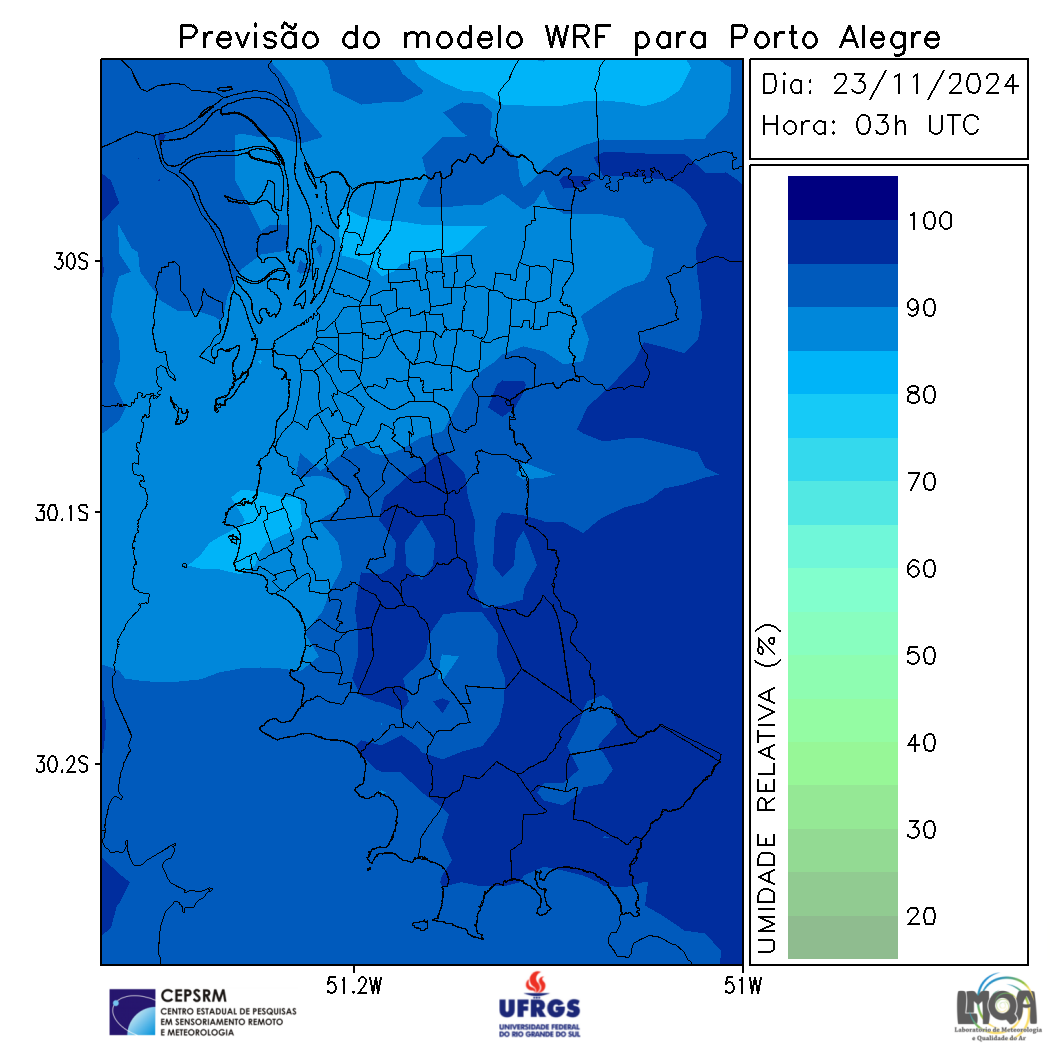 Previsão do modelo WRF para Porto Alegre
Dia: 23/11/2024
Hora: 03h UTC
30S
30.1S
30.2S
51.2W
51W
UMIDADE RELATIVA (%)
100
90
80
70
60
50
40
30
20
CEPSRM
CENTRO ESTADUAL DE PESQUISAS
EM SENSORIAMENTO REMOTO
E METEOROLOGIA
UFRGS
UNIVERSIDADE FEDERAL
DO RIO GRANDE DO SUL
LMQA
Laboratório de Meteorologia
e Qualidade do Ar